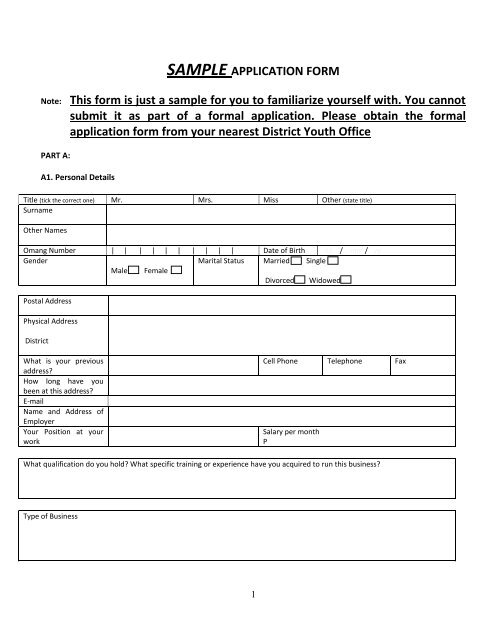 SAMPLE APPLICATION FORM
Note: This form is just a sample for you to familiarize yourself with. You cannot
submit it as part of a formal application. Please obtain the formal
application form from your nearest District Youth Office
PART A:
A1. Personal Details
Title (tick the correct one) Mr. Mrs. Miss Other (state title)
Surname
Other Names
Omang Number | | | | | | | | | | Date of Birth / /
Gender Marital Status Married Single
Male Female
Divorced Widowed
Postal Address
Physical Address
District
What is your previous Cell Phone Telephone Fax
address?
How long have you
been at this address?
E-mail
Name and Address of
Employer
Your Position at your Salary per month
work P
What qualification do you hold? What specific training or experience have you acquired to run this business?
Type of Business
1